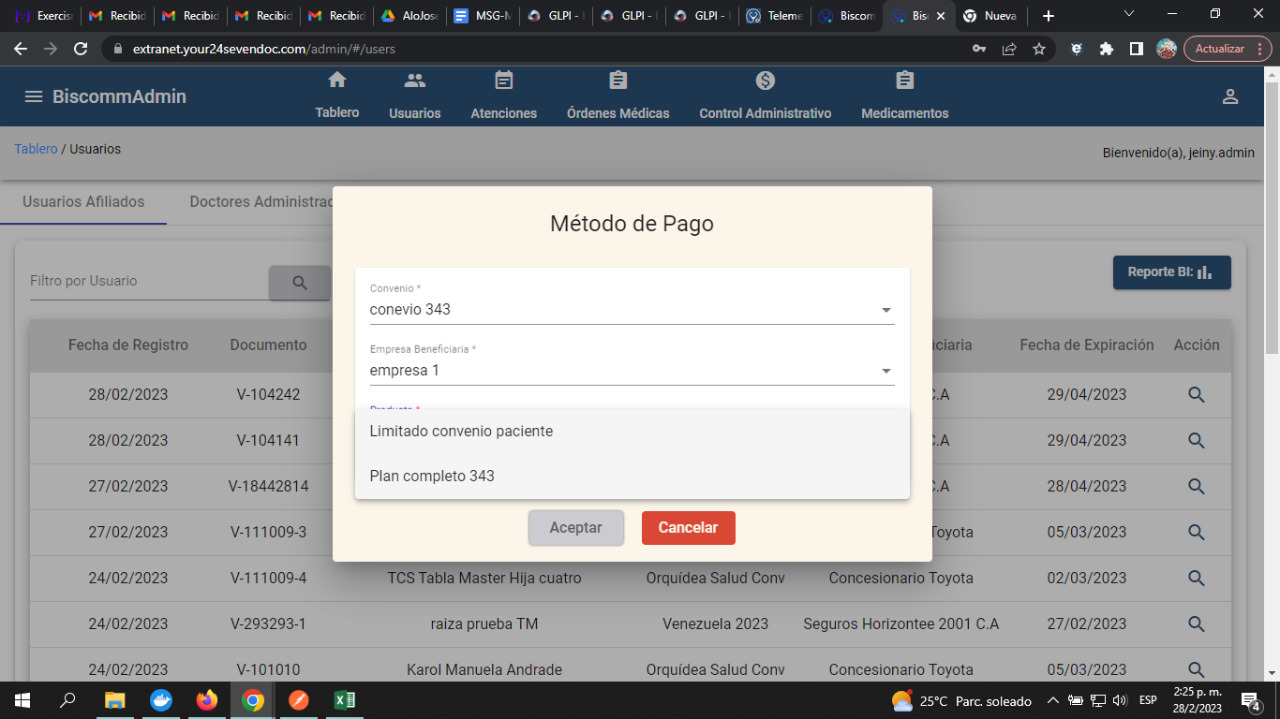 Exercis
Recibid
Recibid
Recibid
Recibid
AloJose
MSG-M
GLPI -
GLPI -
GLPI -
Teleme
Biscom
Bis
Nueva
extranet.your24sevendoc.com/admin/#/users
Actualizar
BiscommAdmin
Tablero
Usuarios
Atenciones
Órdenes Médicas
Control Administrativo
Medicamentos
Tablero / Usuarios
Bienvenido(a), jeiny.admin
Usuarios Afiliados
Doctores Administrac
Filtro por Usuario
Reporte BI:
Fecha de Registro Documento iciaria Fecha de Expiración Acción
28/02/2023 V-104242 C.A 29/04/2023
28/02/2023 V-104141 C.A 29/04/2023
27/02/2023 V-18442814 C.A 28/04/2023
27/02/2023 V-111009-3 Toyota 05/03/2023
24/02/2023 V-111009-4 TCS Tabla Master Hija cuatro Orquídea Salud Conv Concesionario Toyota 02/03/2023
24/02/2023 V-293293-1 raiza prueba TM Venezuela 2023 Seguros Horizontee 2001 C.A 27/02/2023
24/02/2023 V-101010 Karol Manuela Andrade Orquídea Salud Conv Concesionario Toyota 05/03/2023
Método de Pago
Convenio *
conevio 343
Empresa Beneficiaria *
empresa 1
Producto *
Limitado convenio paciente
Plan completo 343
Aceptar
Cancelar
25°C Parc. soleado
ESP
2:25 p. m.
28/2/2023
4